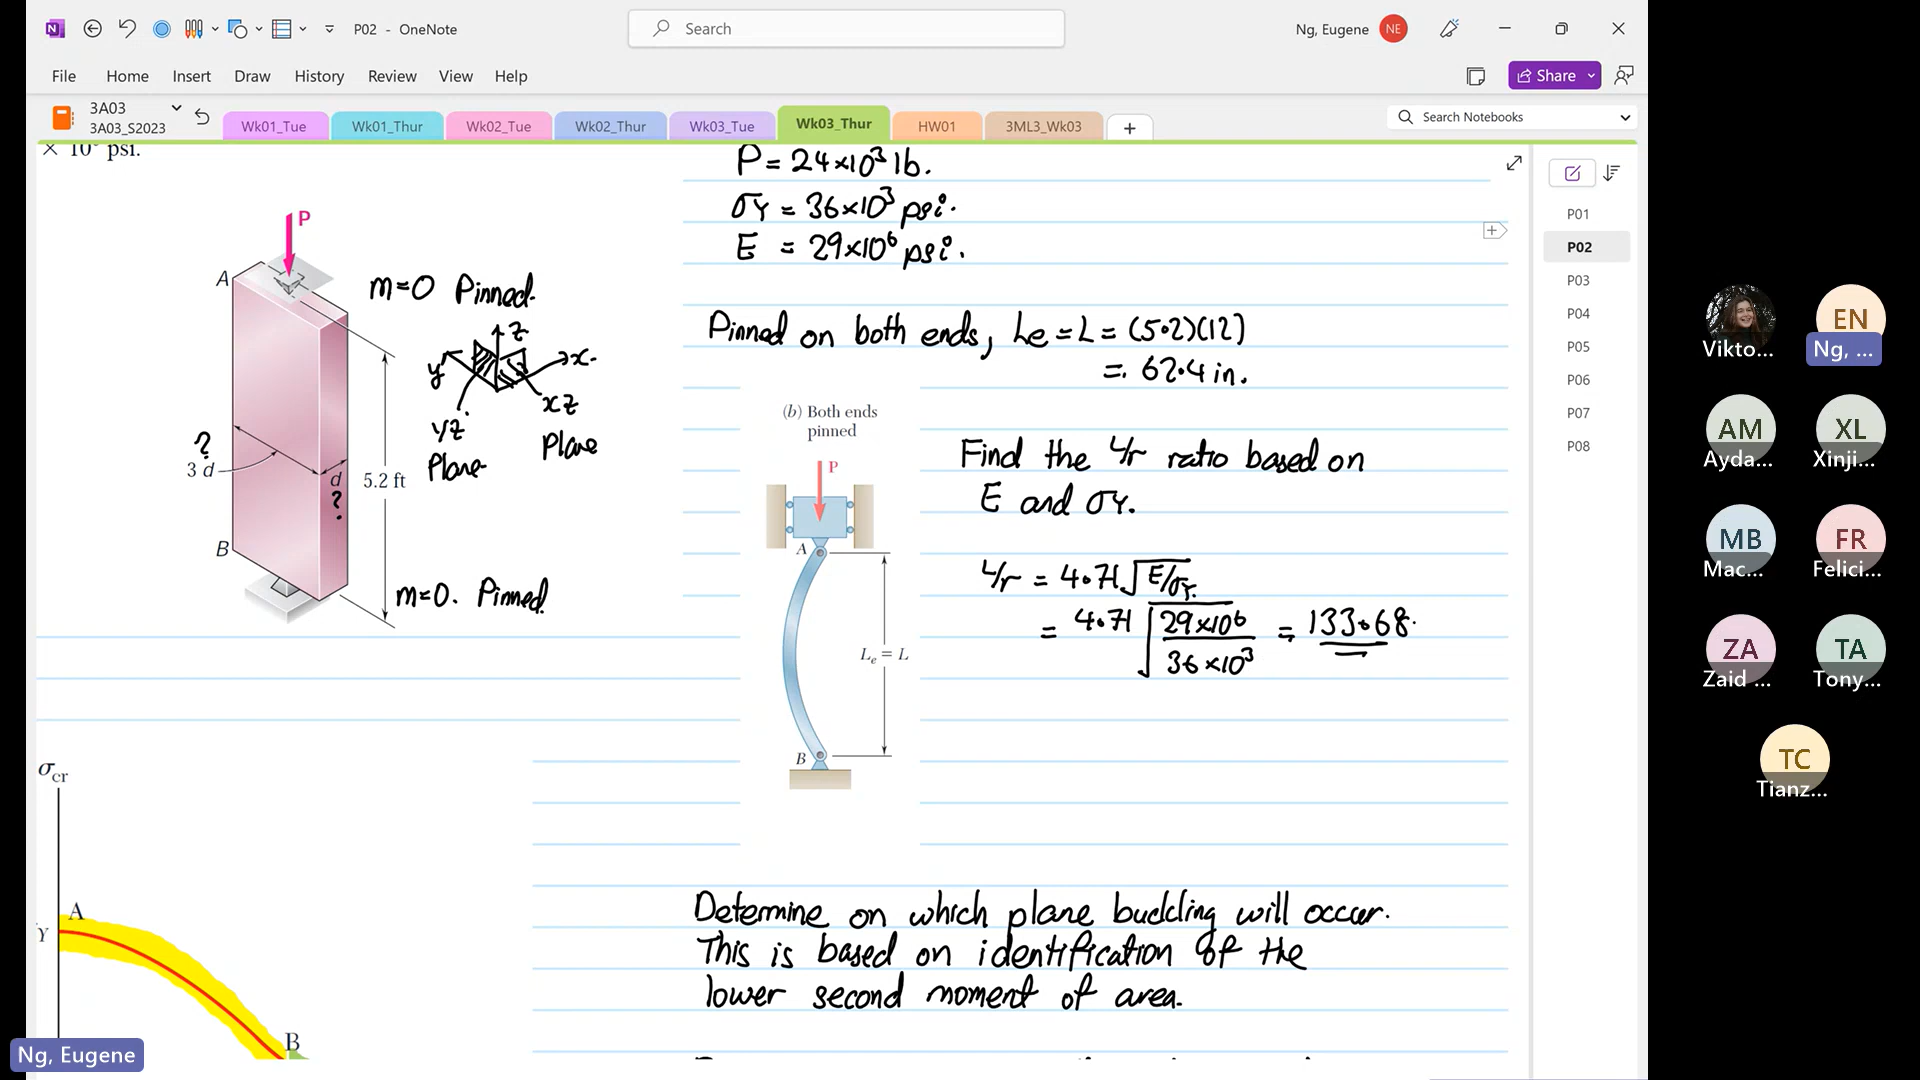 P02 - OneNote
Search
Ng, Eugene
NE
File Home Insert Draw History Review View Help
Share
3A03
3A03_S2023
Wk01_Tue
Wk01_Thur
Wk02_Tue
Wk02_Thur
Wk03_Tue
Wk03_Thur
HW01
3ML3_Wk03
Search Notebooks
psi.
P
A
3 d
?
d
?
5.2 ft
B
m=0 Pinned.
z
y
x
yz
Plane
xz
Plane
m=0. Pinned
P = 24×10³ lb.
σY = 36×10³ psi.
E = 29×10⁶ psi.
Pinned on both ends, Le = L = (5.2)(12)
= 62.4 in.
(b) Both ends
pinned
P
A
Le = L
B
Find the L/r ratio based on
E and σY.
L/r = 4.71√E/σY
= 4.71 √29×10⁶/36×10³ = 133.68.
σcr
Y
A
B
Determine on which plane buckling will occur.
This is based on identification of the
lower second moment of area.
P01
P02
P03
P04
P05
P06
P07
P08
Vikto...
EN
Ng, ...
AM
Ayda...
XL
Xinji...
MB
Mac...
FR
Felici...
ZA
Zaid ...
TA
Tony...
TC
Tianz...
Ng, Eugene